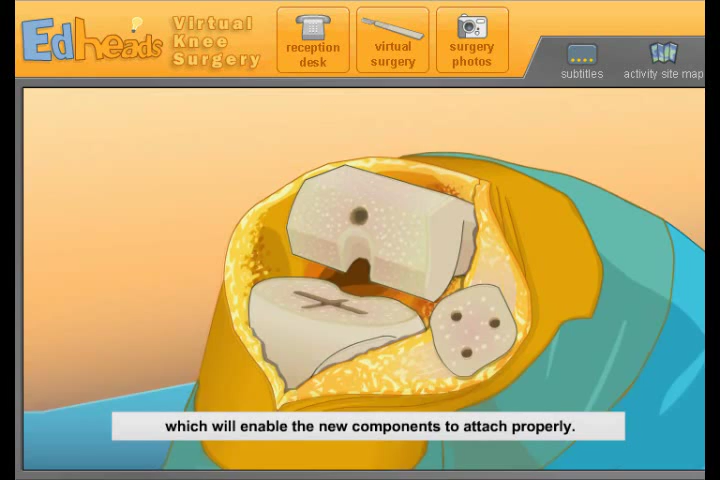 Edheads
Virtual
Knee
Surgery
reception
desk
virtual
surgery
surgery
photos
subtitles
activity site map
which will enable the new components to attach properly.